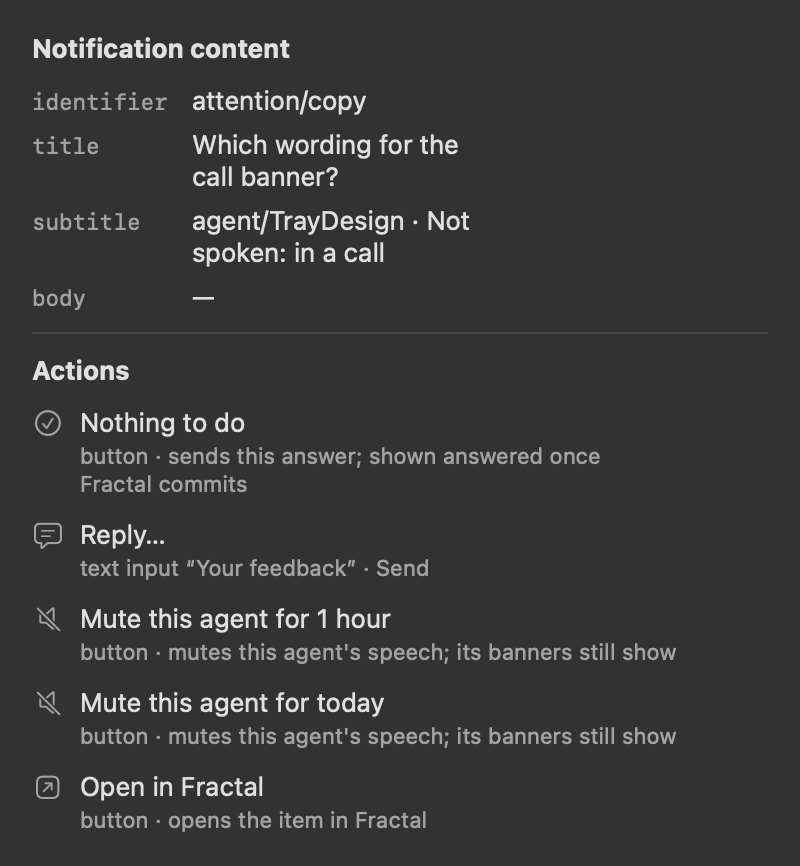 Notification content
identifier attention/copy
title Which wording for the
call banner?
subtitle agent/TrayDesign · Not
spoken: in a call
body —
Actions
Nothing to do
button · sends this answer; shown answered once
Fractal commits
Reply...
text input “Your feedback” · Send
Mute this agent for 1 hour
button · mutes this agent's speech; its banners still show
Mute this agent for today
button · mutes this agent's speech; its banners still show
Open in Fractal
button · opens the item in Fractal